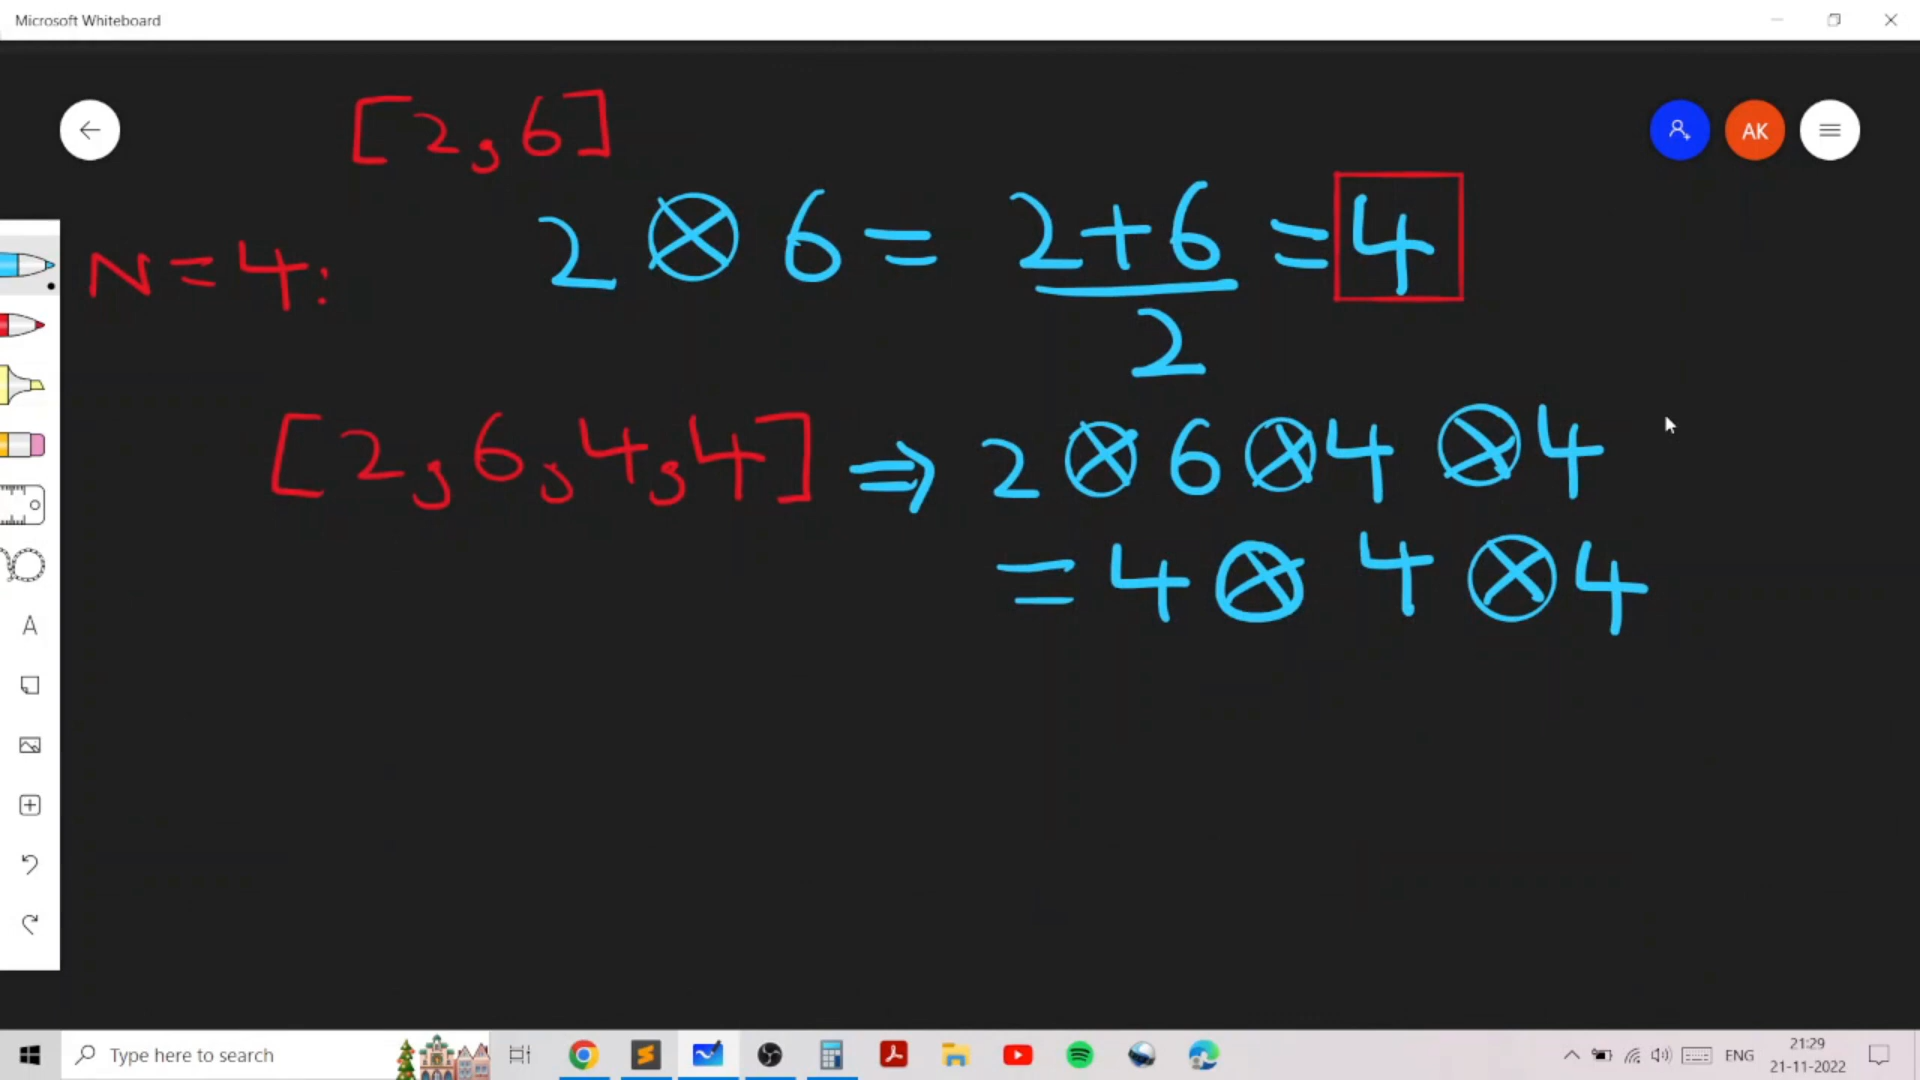 Microsoft Whiteboard
[2,6]
2 ⊗ 6 = 2+6/2 = 4
AK
N=4:
[2,6,4,4] ⇒ 2 ⊗ 6 ⊗ 4 ⊗ 4
= 4 ⊗ 4 ⊗ 4
A
Type here to search
ENG
21:29
21-11-2022